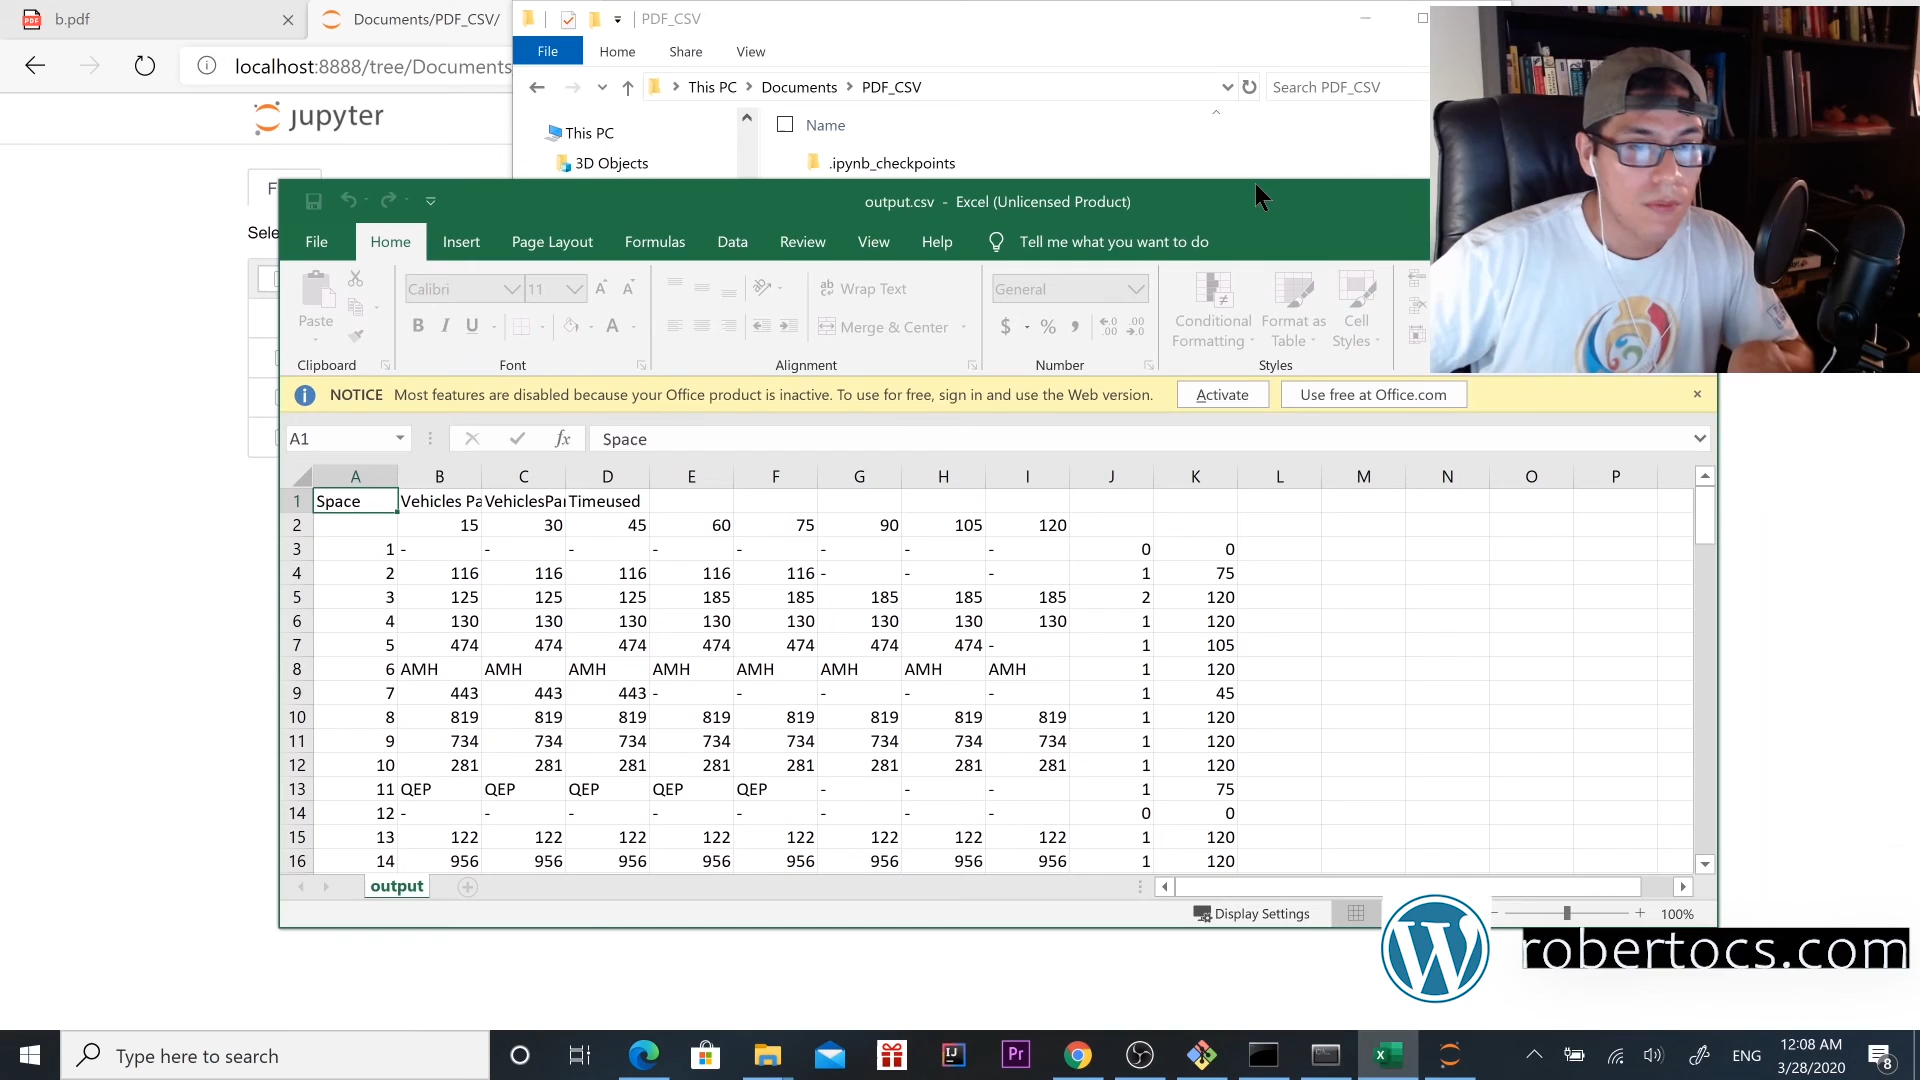 b.pdf
Documents/PDF_CSV/
PDF_CSV
File Home Share View
localhost:8888/tree/Documents
This PC Documents PDF_CSV
Search PDF_CSV
jupyter
This PC
3D Objects
Name
.ipynb_checkpoints
F
Sele
output.csv - Excel (Unlicensed Product)
File Home Insert Page Layout Formulas Data Review View Help Tell me what you want to do
Paste
Calibri 11
B I U A
Wrap Text
Merge & Center
General
$ % ,
Conditional Formatting
Format as Table
Cell Styles
Clipboard Font Alignment Number Styles
NOTICE Most features are disabled because your Office product is inactive. To use for free, sign in and use the Web version. Activate Use free at Office.com
A1 fx Space
A B C D E F G H I J K L M N O P
1 Space Vehicles Pa VehiclesPar Timeused
2 15 30 45 60 75 90 105 120
3 1 - - - - - - - - 0 0
4 2 116 116 116 116 116 - - - 1 75
5 3 125 125 125 185 185 185 185 185 2 120
6 4 130 130 130 130 130 130 130 130 1 120
7 5 474 474 474 474 474 474 474 - 1 105
8 6 AMH AMH AMH AMH AMH AMH AMH AMH 1 120
9 7 443 443 443 - - - - - 1 45
10 8 819 819 819 819 819 819 819 819 1 120
11 9 734 734 734 734 734 734 734 734 1 120
12 10 281 281 281 281 281 281 281 281 1 120
13 11 QEP QEP QEP QEP QEP - - - 1 75
14 12 - - - - - - - - 0 0
15 13 122 122 122 122 122 122 122 122 1 120
16 14 956 956 956 956 956 956 956 956 1 120
output
Display Settings 100%
robertocs.com
Type here to search
ENG
12:08 AM
3/28/2020
8